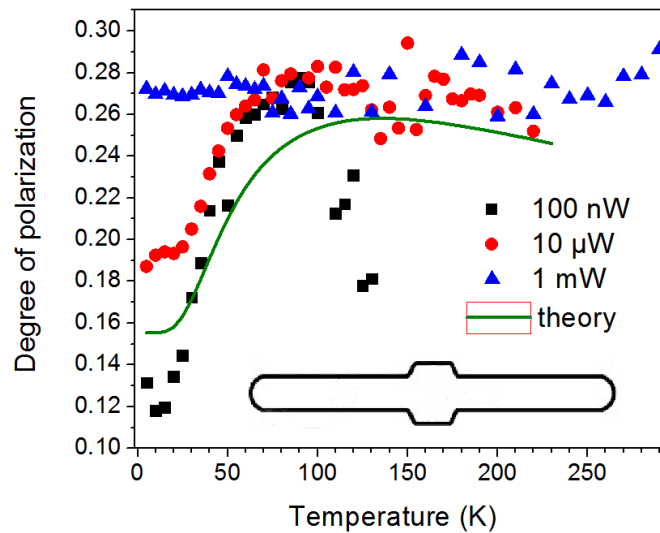 0.30
0.28
0.26
0.24
0.22
0.20
0.18
0.16
0.14
0.12
0.10
Degree of polarization
100 nW
10 µW
1 mW
theory
0 50 100 150 200 250
Temperature (K)